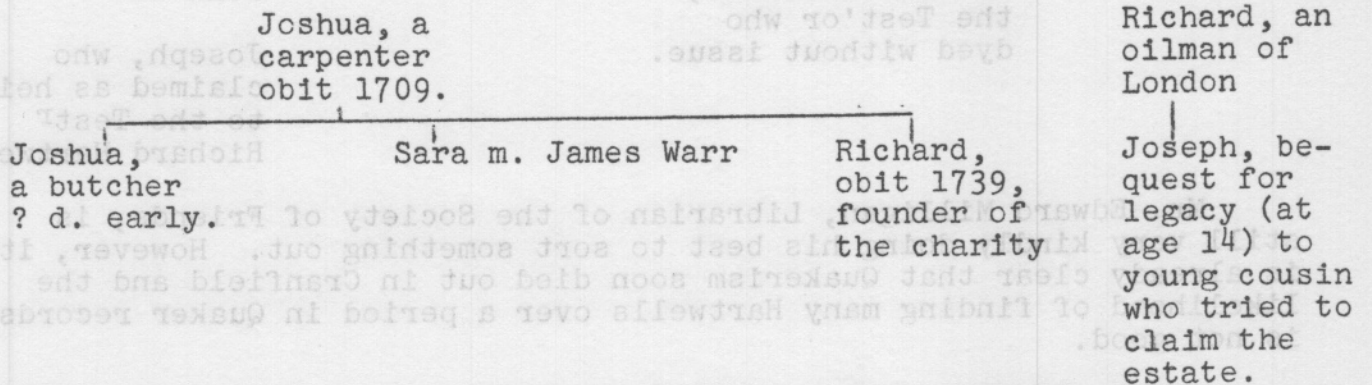 Joshua, a
carpenter
obit 1709.
Joshua,
a butcher
? d. early.
Sara m. James Warr
Richard,
obit 1739,
founder of
the charity
Richard, an
oilman of
London
Joseph, be-
quest for
legacy (at
age 14) to
young cousin
who tried to
claim the
estate.